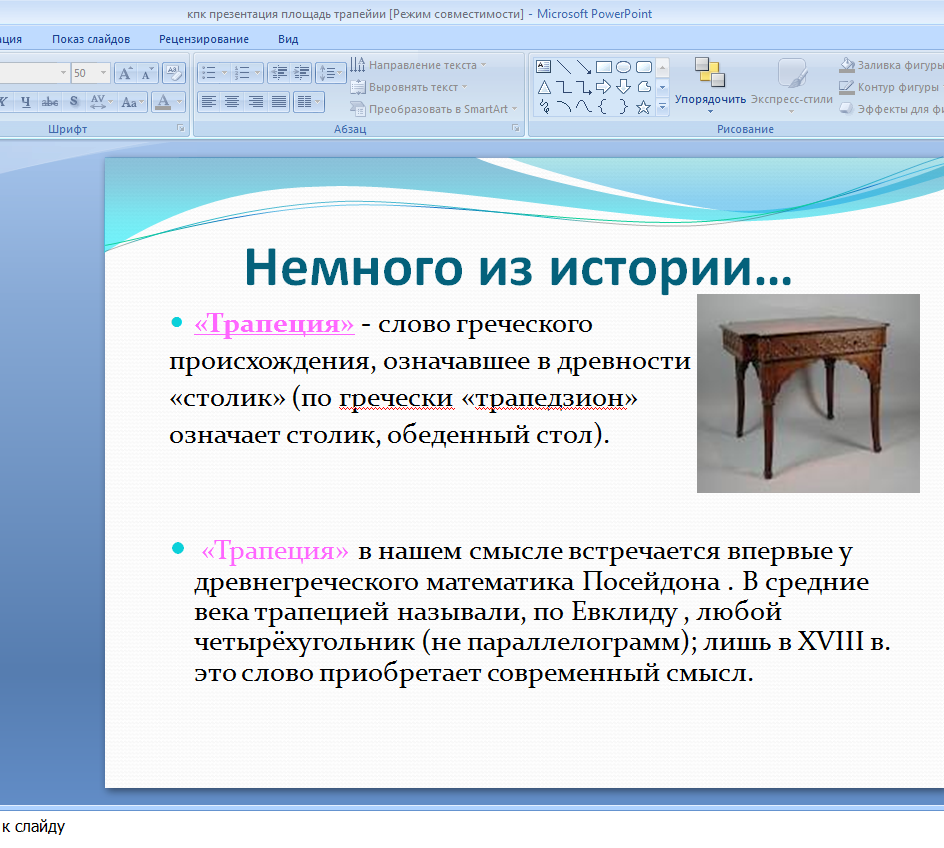 кпк презентация площадь трапейии [Режим совместимости] - Microsoft PowerPoint
ация Показ слайдов Рецензирование Вид
50
Направление текста
Выровнять текст
Преобразовать в SmartArt
Упорядочить
Экспресс-стили
Заливка фигуры
Контур фигуры
Эффекты для фи
Шрифт Абзац Рисование
Немного из истории...
«Трапеция» - слово греческого
происхождения, означавшее в древности
«столик» (по гречески «трапедзион»
означает столик, обеденный стол).
«Трапеция» в нашем смысле встречается впервые у
древнегреческого математика Посейдона . В средние
века трапецией называли, по Евклиду , любой
четырёхугольник (не параллелограмм); лишь в XVIII в.
это слово приобретает современный смысл.
к слайду